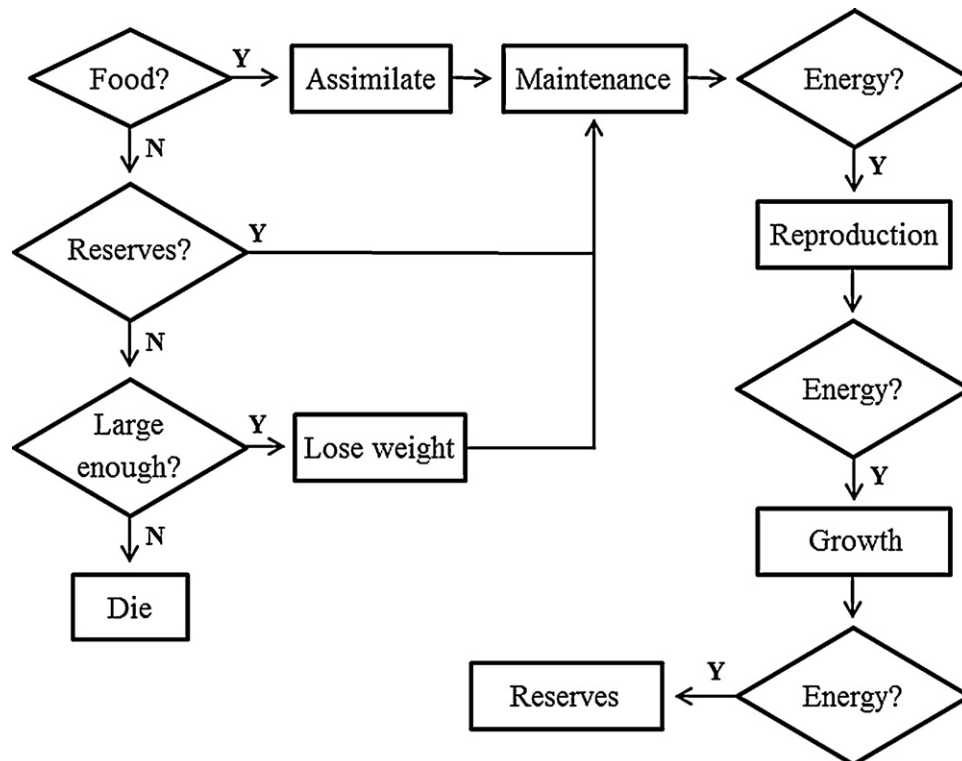 Food?
Y
Assimilate
Maintenance
Energy?
N
Y
Reserves?
Y
Reproduction
N
Large
enough?
Y
Lose weight
Energy?
N
Y
Die
Growth
Reserves
Y
Energy?